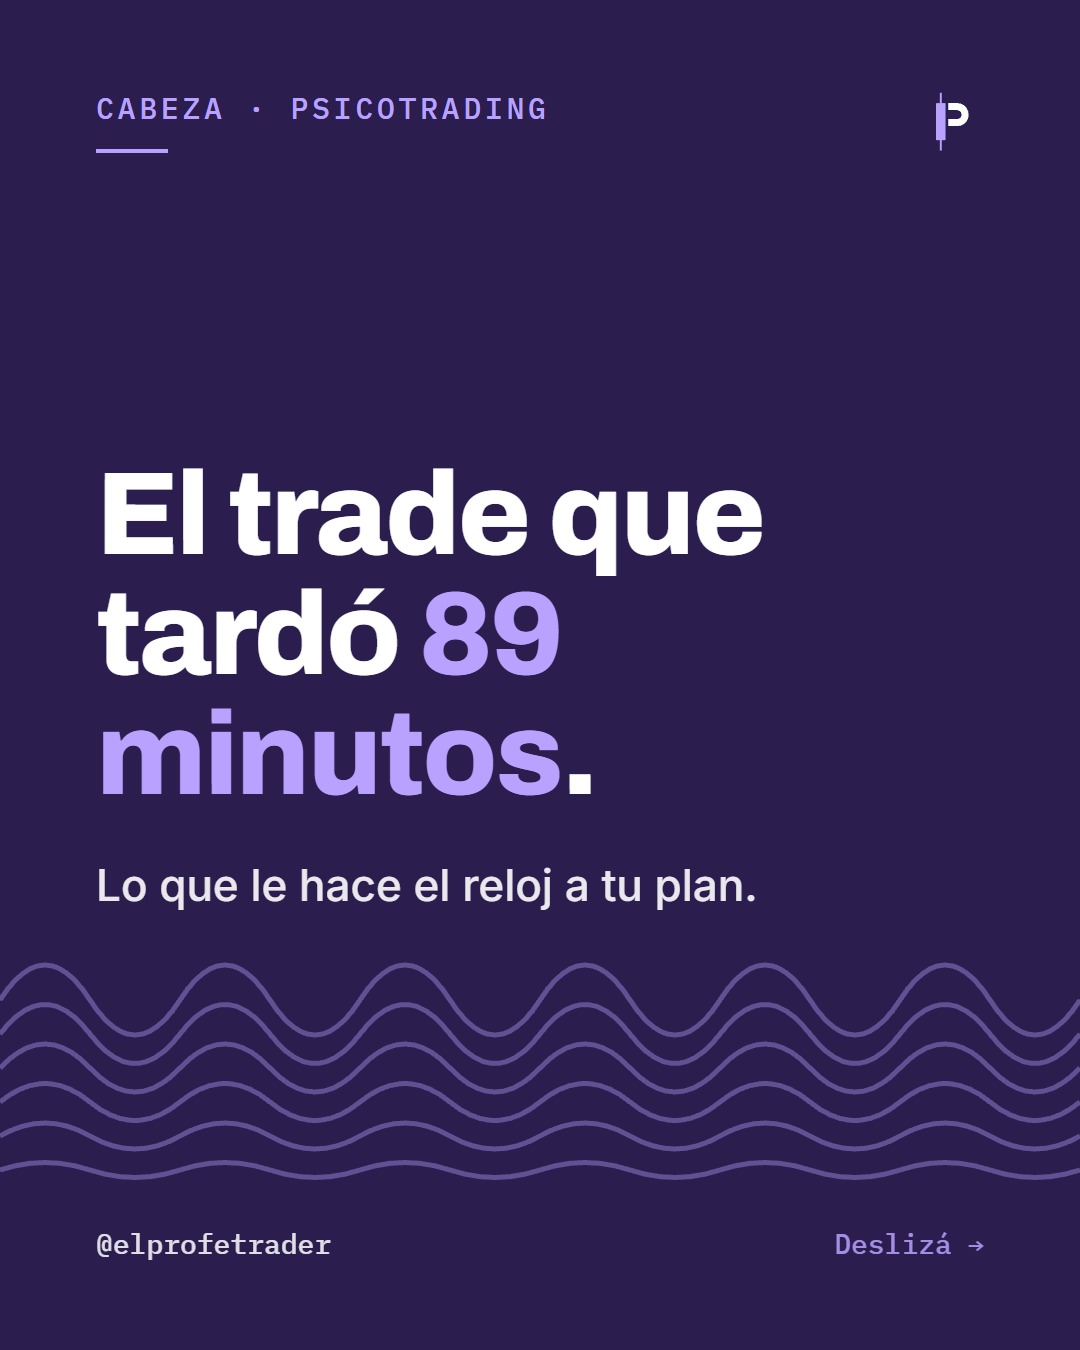 CABEZA · PSICOTRADING
El trade que
tardó 89
minutos.
Lo que le hace el reloj a tu plan.
@elprofetrader
Deslizá →